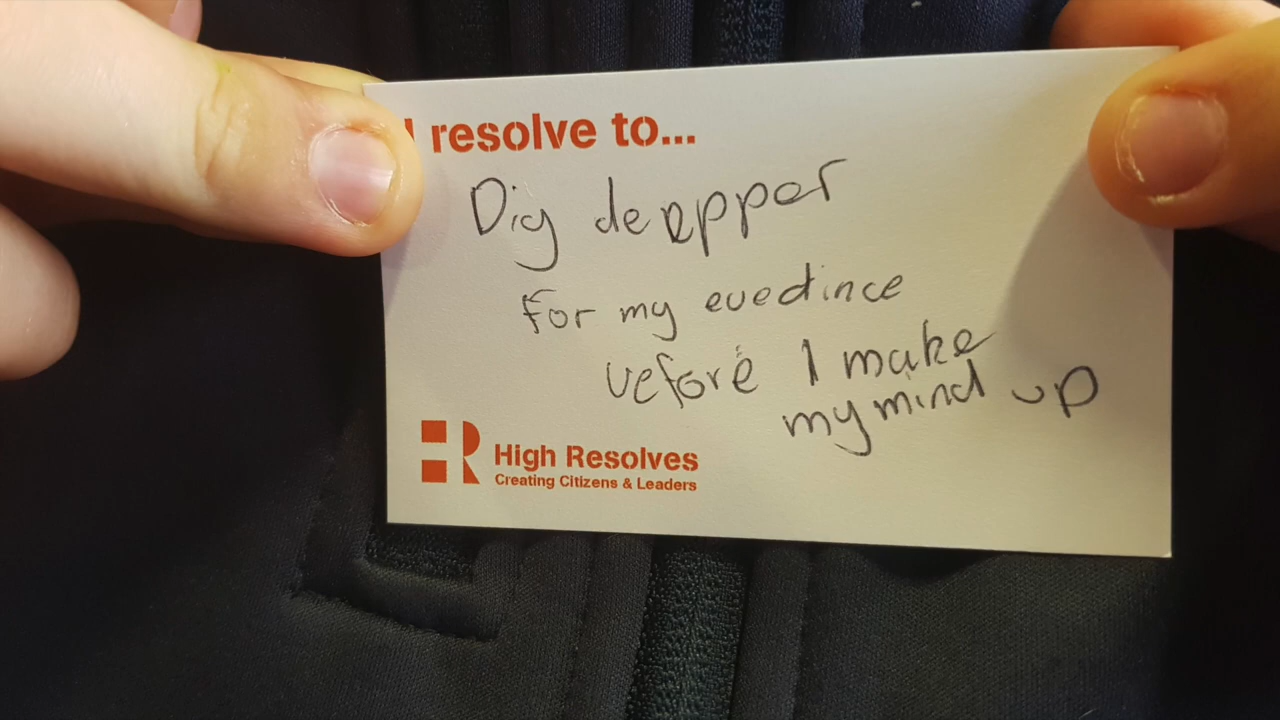 I resolve to...
Dig deepper
for my evedince
vefore I make
my mind up
High Resolves
Creating Citizens & Leaders